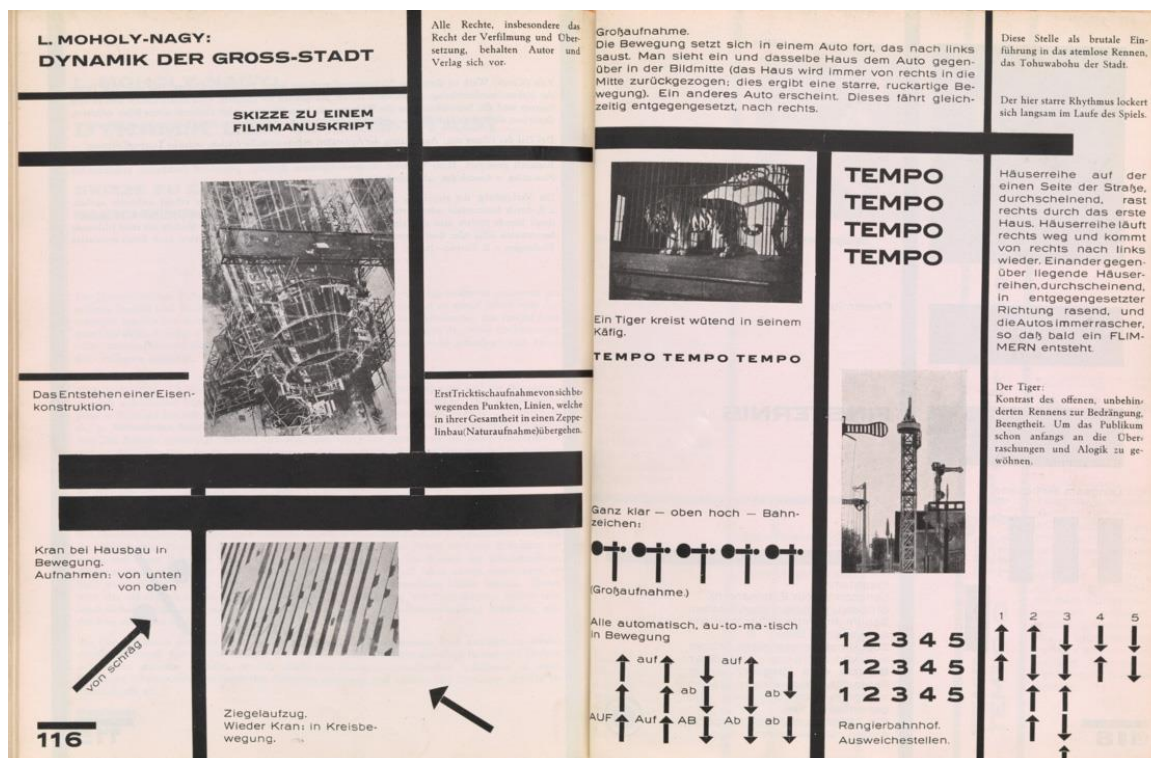 L. MOHOLY-NAGY:
DYNAMIK DER GROSS-STADT
SKIZZE ZU EINEM
FILMMANUSKRIPT
Alle Rechte, insbesondere das
Recht der Verfilmung und Über-
setzung, behalten Autor und
Verlag sich vor.
Das Entstehen einer Eisen-
konstruktion.
Erst Tricktischaufnahme von sich be-
wegenden Punkten, Linien, welche
in ihrer Gesamtheit in einen Zeppe-
linbau (Naturaufnahme) übergehen.
Kran bei Hausbau in
Bewegung.
Aufnahmen: von unten
von oben
von schräg
Ziegelaufzug.
Wieder Kran: in Kreisbe-
wegung.
116
Großaufnahme.
Die Bewegung setzt sich in einem Auto fort, das nach links
saust. Man sieht ein und dasselbe Haus dem Auto gegen-
über in der Bildmitte (das Haus wird immer von rechts in die
Mitte zurückgezogen; dies ergibt eine starre, ruckartige Be-
wegung). Ein anderes Auto erscheint. Dieses fährt gleich-
zeitig entgegengesetzt, nach rechts.
Diese Stelle als brutale Ein-
führung in das atemlose Rennen,
das Tohuwabohu der Stadt.
Der hier starre Rhythmus lockert
sich langsam im Laufe des Spiels.
Ein Tiger kreist wütend in seinem
Käfig.
TEMPO TEMPO TEMPO
TEMPO
TEMPO
TEMPO
TEMPO
Häuserreihe auf der
einen Seite der Straße,
durchscheinend, rast
rechts durch das erste
Haus. Häuserreihe läuft
rechts weg und kommt
von rechts nach links
wieder. Einander gegen-
über liegende Häuser-
reihen, durchscheinend,
in entgegengesetzter
Richtung rasend, und
die Autos immer rascher,
so daß bald ein FLIM-
MERN entsteht.
Der Tiger:
Kontrast des offenen, unbehin-
derten Rennens zur Bedrängung,
Beengtheit. Um das Publikum
schon anfangs an die Über-
raschungen und Alogik zu ge-
wöhnen.
Ganz klar — oben hoch — Bahn-
zeichen:
(Großaufnahme.)
Alle automatisch, au-to-ma-tisch
in Bewegung
auf auf
ab ab
AUF Auf AB Ab ab
1 2 3 4 5
1 2 3 4 5
1 2 3 4 5
Rangierbahnhof.
Ausweichestellen.
1 2 3 4 5